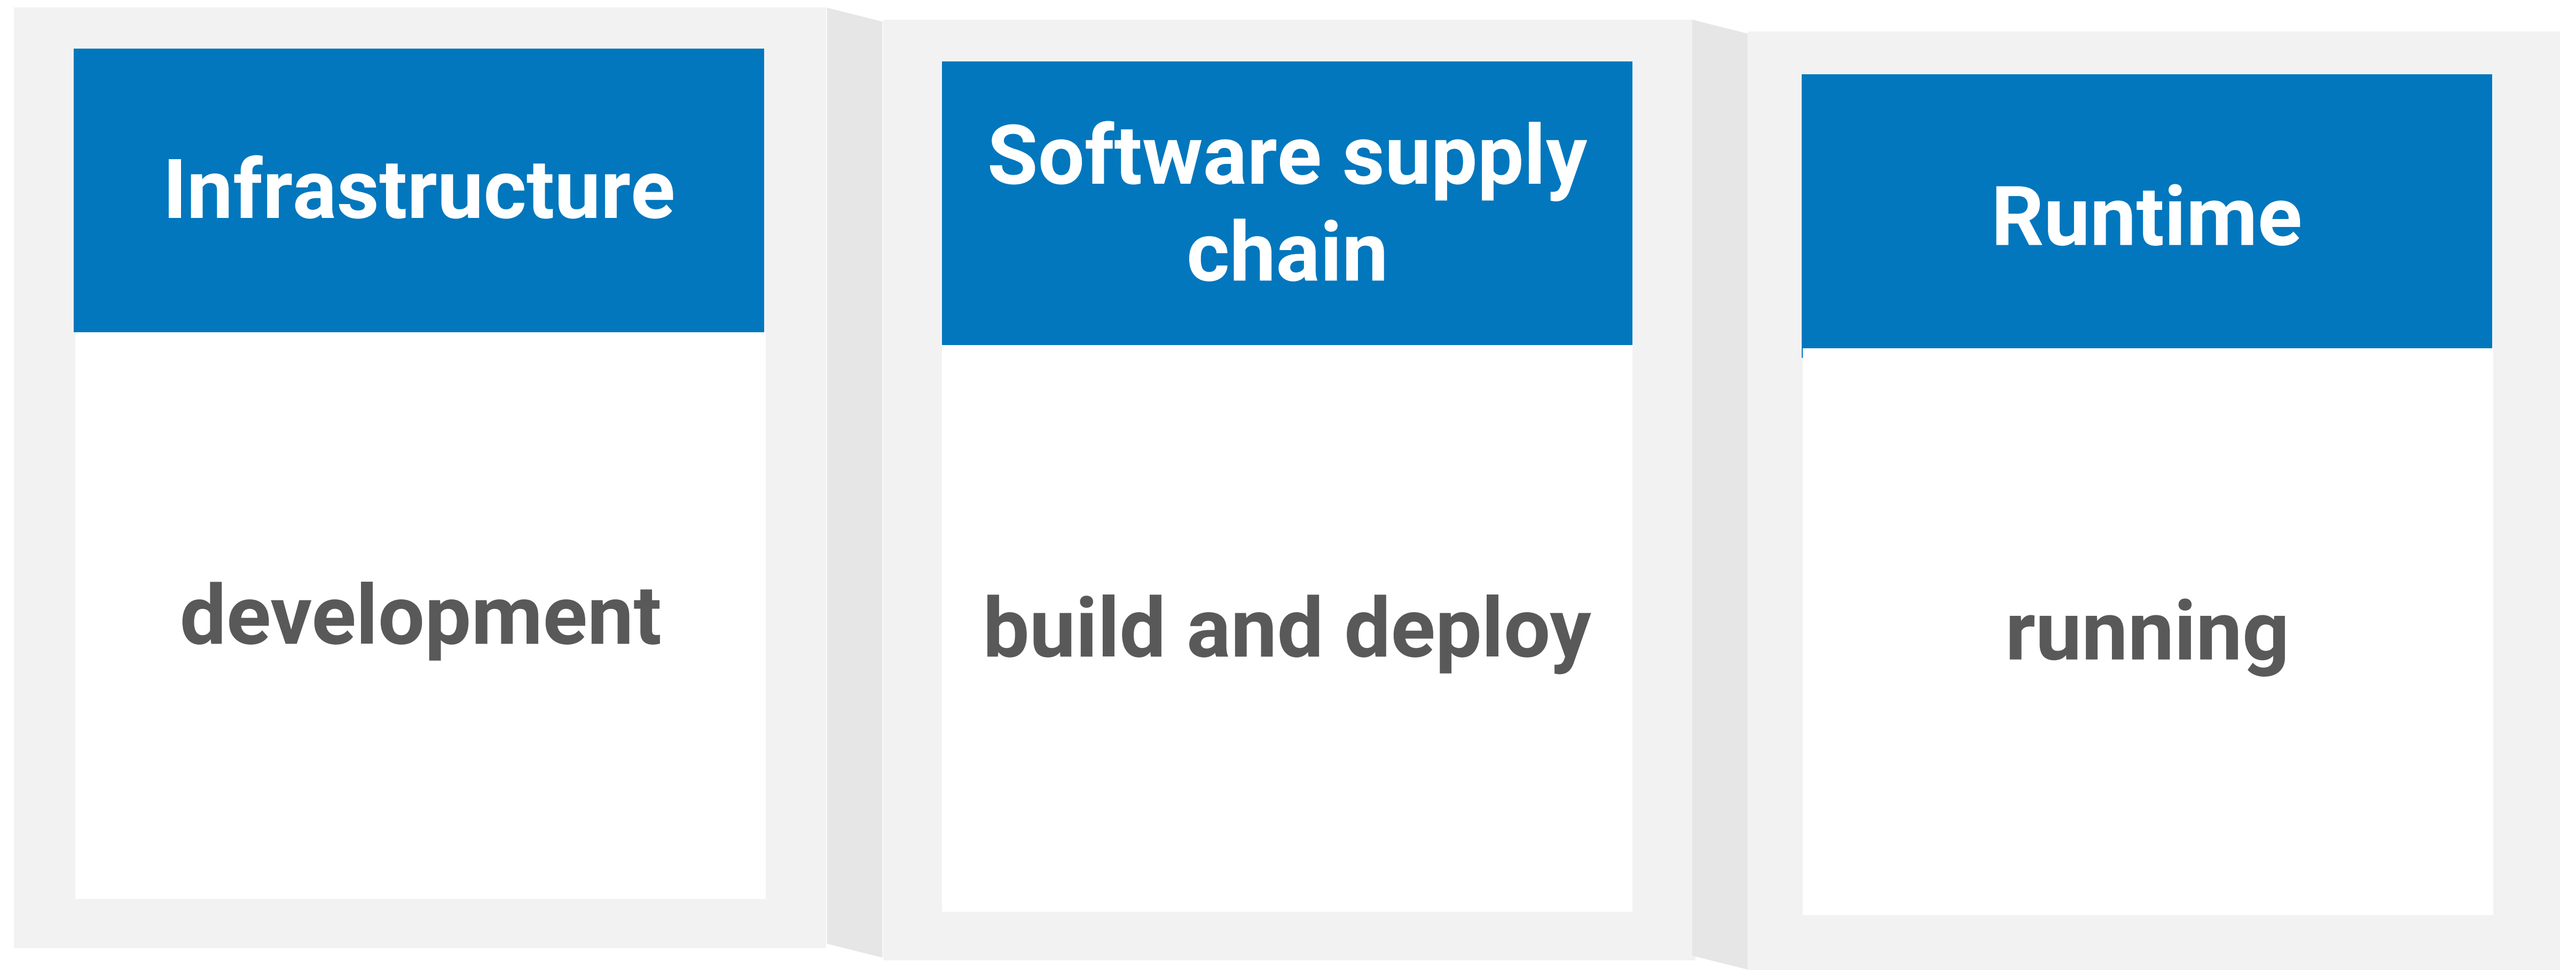 Infrastructure
development
Software supply
chain
build and deploy
Runtime
running